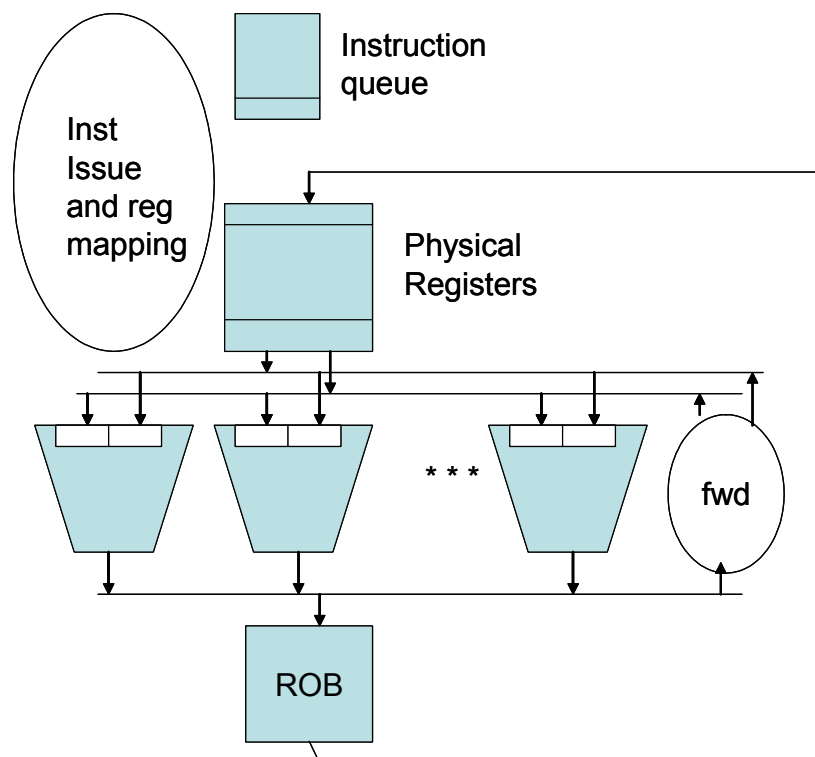 Instruction
queue
Inst
Issue
and reg
mapping
Physical
Registers
* * *
fwd
ROB